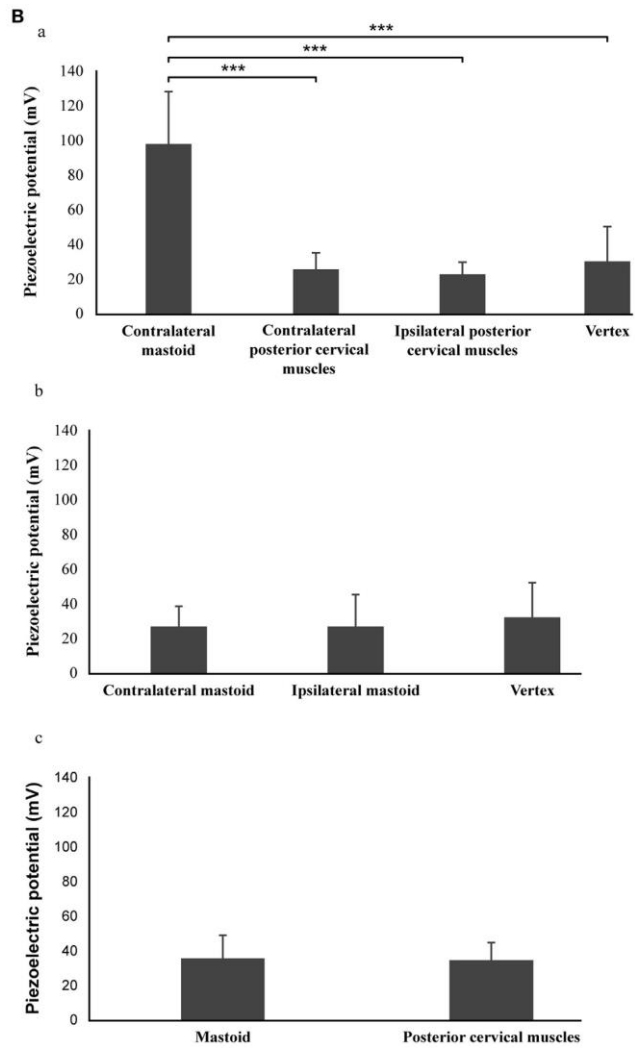 B
a
***
***
***
Piezoelectric potential (mV)
140
120
100
80
60
40
20
0
Contralateral mastoid
Contralateral posterior cervical muscles
Ipsilateral posterior cervical muscles
Vertex
b
Piezoelectric potential (mV)
140
120
100
80
60
40
20
0
Contralateral mastoid
Ipsilateral mastoid
Vertex
c
Piezoelectric potential (mV)
140
120
100
80
60
40
20
0
Mastoid
Posterior cervical muscles